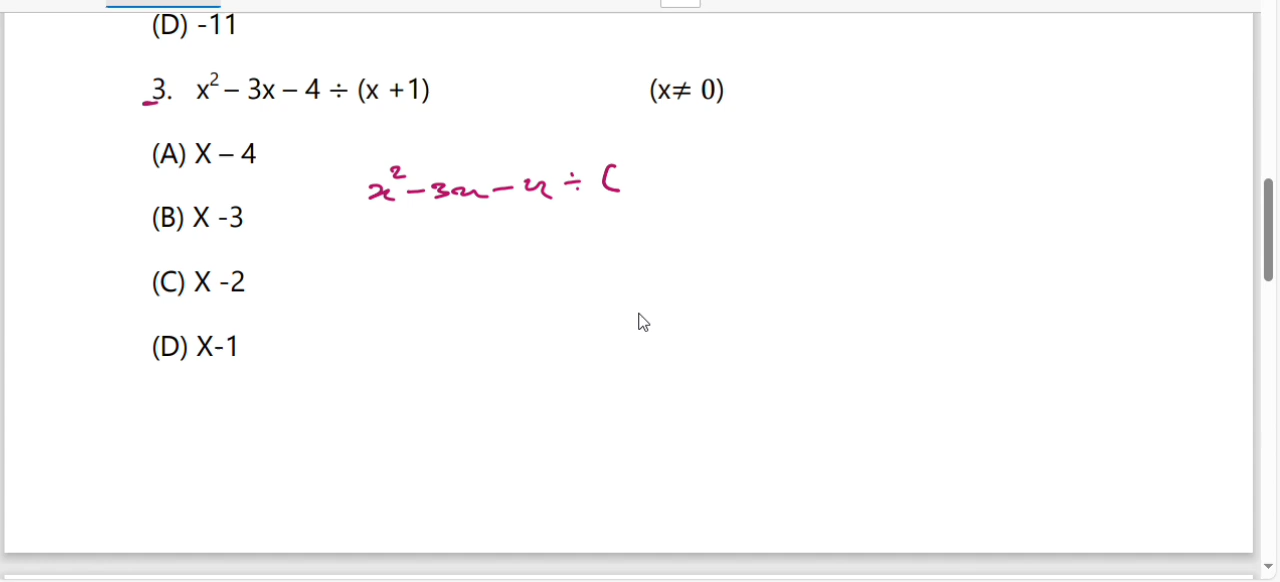 (D) -11
3. x² – 3x – 4 ÷ (x +1) (x≠ 0)
(A) X – 4
x² - 3x - 4 ÷ (
(B) X -3
(C) X -2
(D) X-1